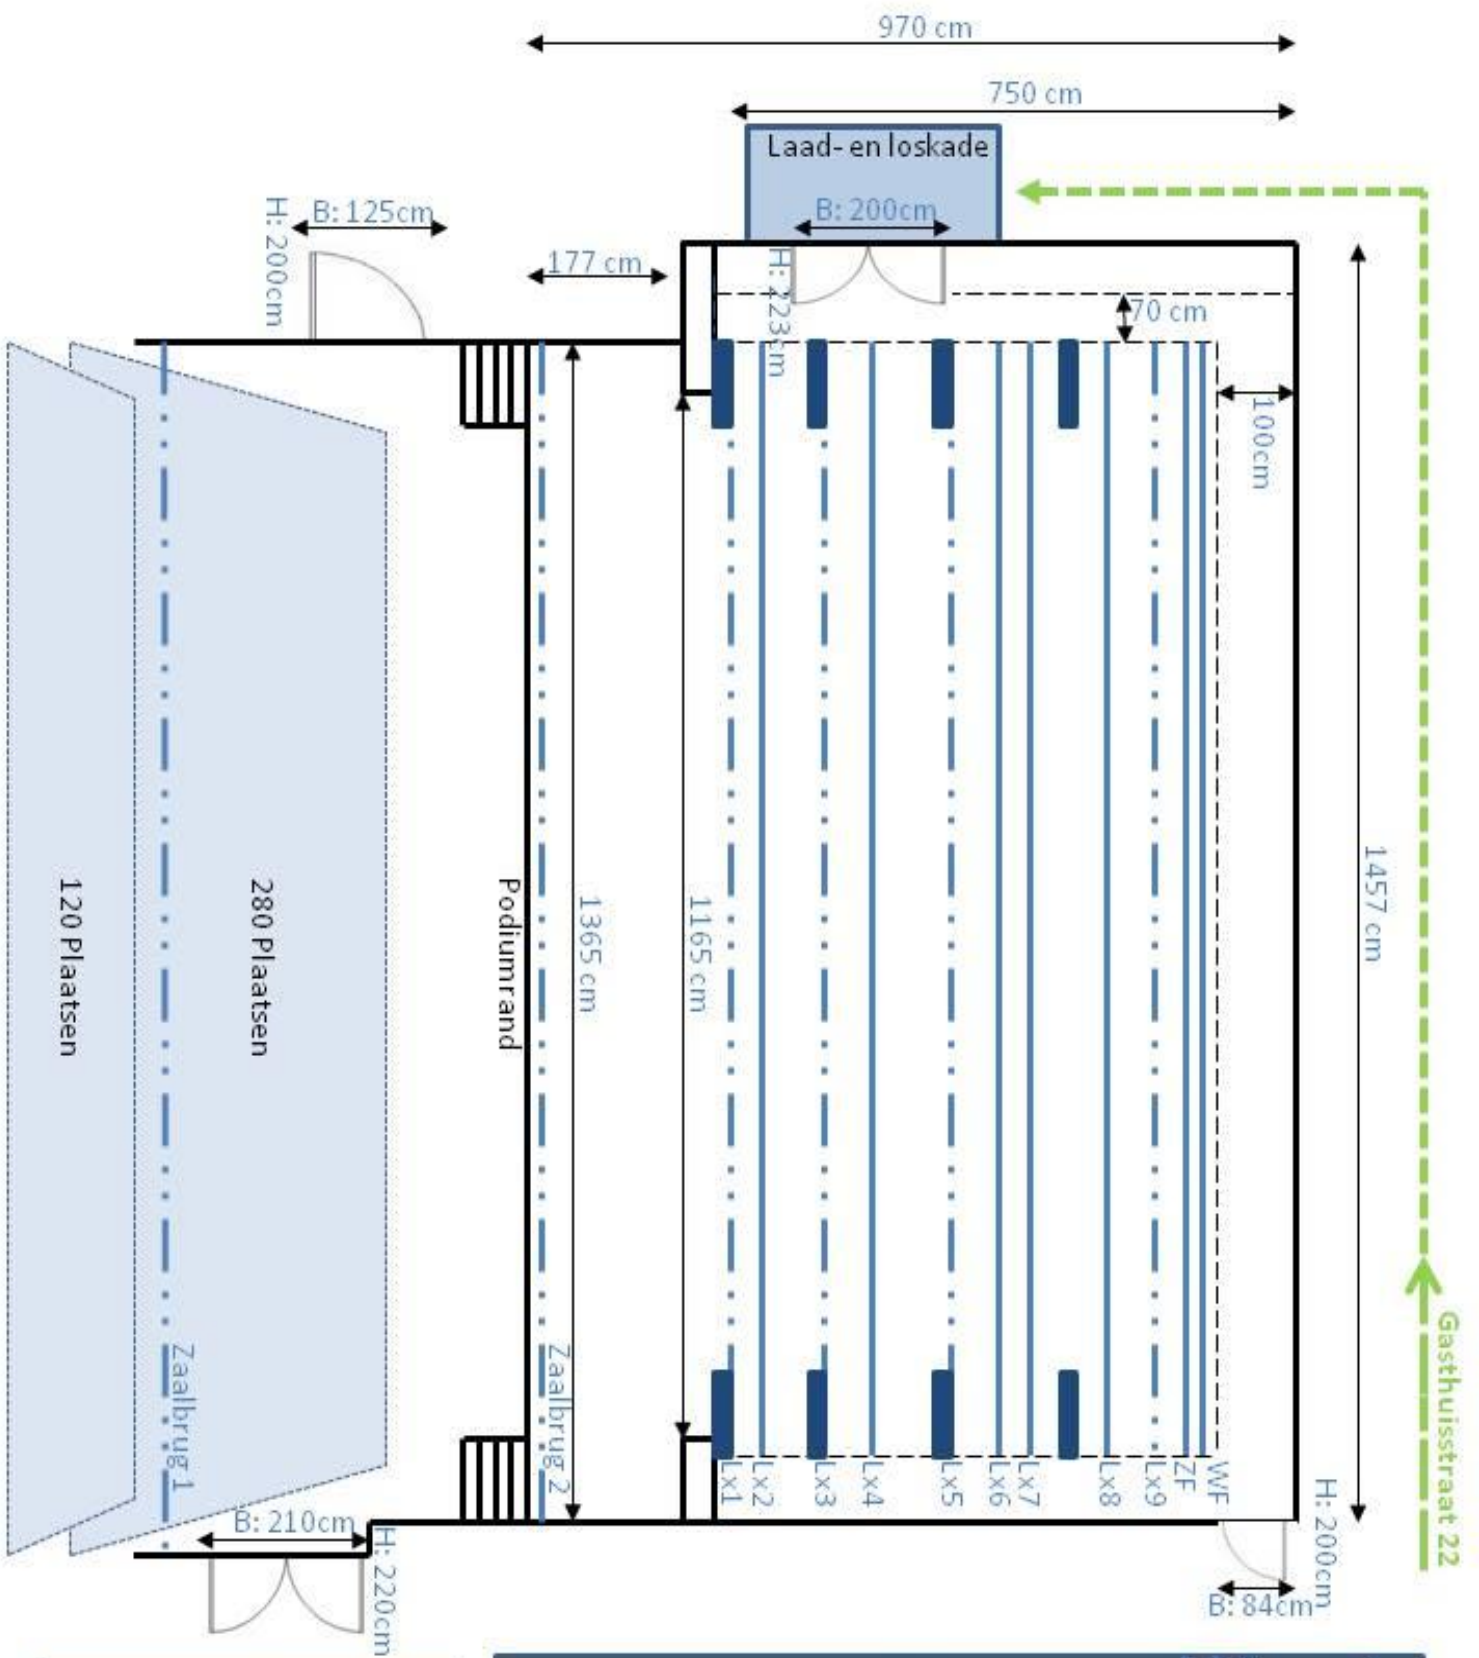 970 cm
750 cm
Laad- en loskade
B: 200cm
H: 223cm
B: 125cm
H: 200cm
177 cm
70 cm
100cm
1457 cm
1365 cm
1165 cm
Podiumrand
280 Plaatsen
120 Plaatsen
Zaalbrug 1
Zaalbrug 2
Lx1
Lx2
Lx3
Lx4
Lx5
Lx6
Lx7
Lx8
Lx9
ZF
WF
B: 210cm
H: 220cm
H: 200cm
B: 84cm
Gasthuisstraat 22